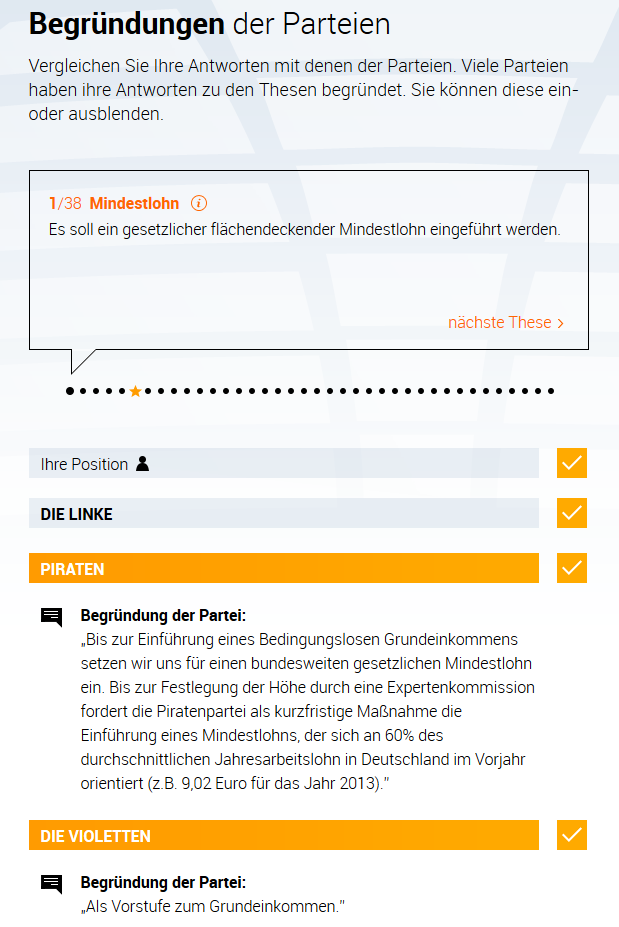 Begründungen der Parteien
Vergleichen Sie Ihre Antworten mit denen der Parteien. Viele Parteien
haben ihre Antworten zu den Thesen begründet. Sie können diese ein-
oder ausblenden.
1/38 Mindestlohn i
Es soll ein gesetzlicher flächendeckender Mindestlohn eingeführt werden.
nächste These >
Ihre Position
DIE LINKE
PIRATEN
Begründung der Partei:
„Bis zur Einführung eines Bedingungslosen Grundeinkommens
setzen wir uns für einen bundesweiten gesetzlichen Mindestlohn
ein. Bis zur Festlegung der Höhe durch eine Expertenkommission
fordert die Piratenpartei als kurzfristige Maßnahme die
Einführung eines Mindestlohns, der sich an 60% des
durchschnittlichen Jahresarbeitslohn in Deutschland im Vorjahr
orientiert (z.B. 9,02 Euro für das Jahr 2013)."
DIE VIOLETTEN
Begründung der Partei:
„Als Vorstufe zum Grundeinkommen."